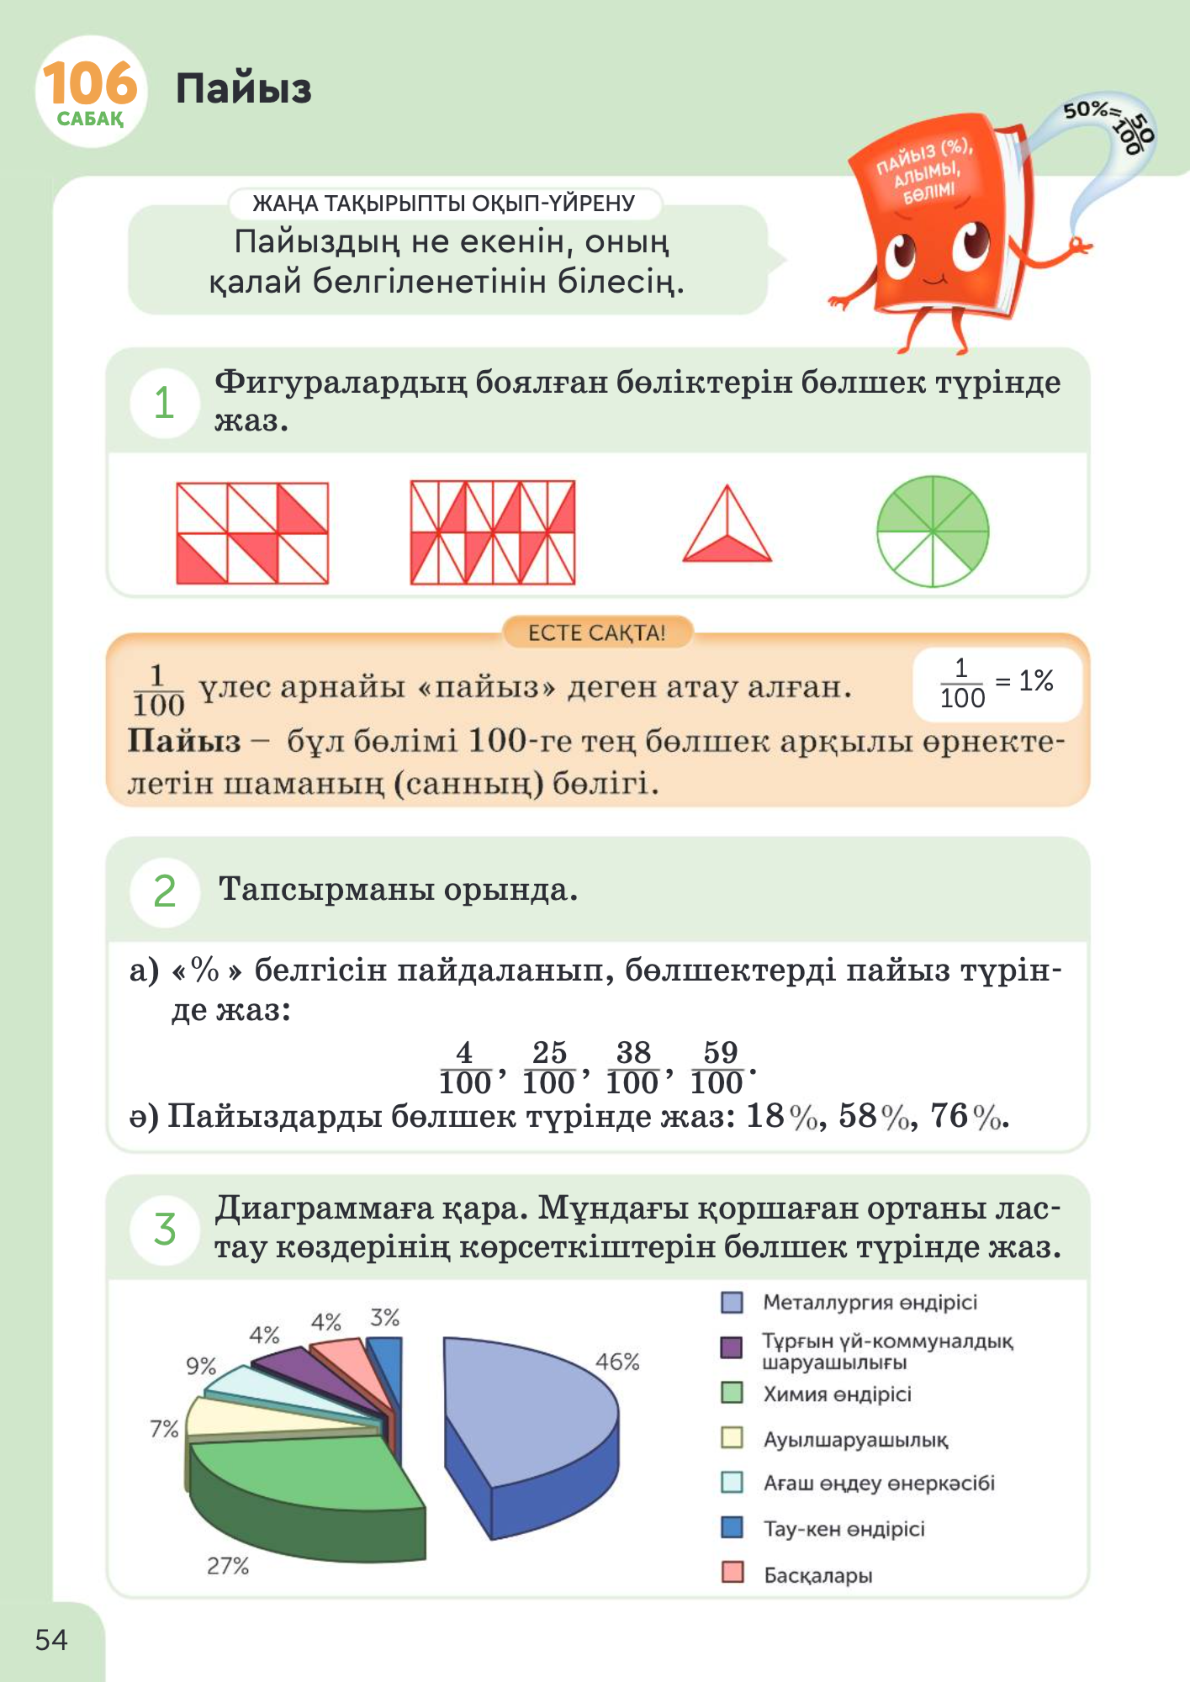 106
САБАҚ
Пайыз
50%=50/100
ПАЙЫЗ (%),
АЛЫМЫ,
БӨЛІМІ
ЖАҢА ТАҚЫРЫПТЫ ОҚЫП-ҮЙРЕНУ
Пайыздың не екенін, оның
қалай белгіленетінін білесің.
1
Фигуралардың боялған бөліктерін бөлшек түрінде
жаз.
ЕСТЕ САҚТА!
1/100 үлес арнайы «пайыз» деген атау алған.
1/100 = 1%
Пайыз – бұл бөлімі 100-ге тең бөлшек арқылы өрнекте-
летін шаманың (санның) бөлігі.
2
Тапсырманы орында.
а) «%» белгісін пайдаланып, бөлшектерді пайыз түрін-
де жаз:
4/100, 25/100, 38/100, 59/100.
ә) Пайыздарды бөлшек түрінде жаз: 18%, 58%, 76%.
3
Диаграммаға қара. Мұндағы қоршаған ортаны лас-
тау көздерінің көрсеткіштерін бөлшек түрінде жаз.
3%
4%
4%
9%
7%
27%
46%
Металлургия өндірісі
Тұрғын үй-коммуналдық
шаруашылығы
Химия өндірісі
Ауылшаруашылық
Ағаш өңдеу өнеркәсібі
Тау-кен өндірісі
Басқалары
54